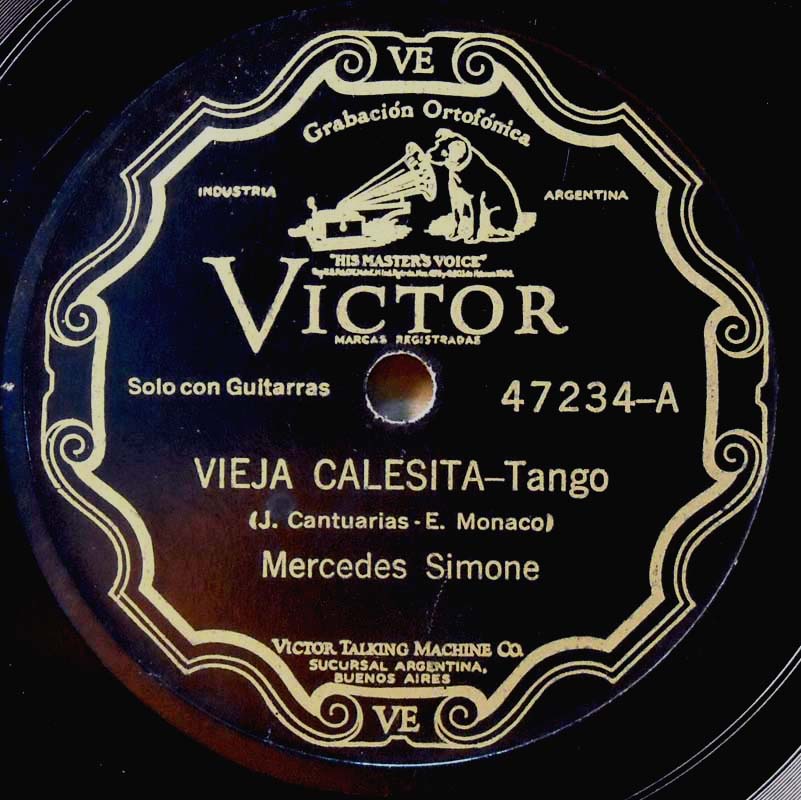 VE
Grabación Ortofónica
INDUSTRIA ARGENTINA
"HIS MASTER'S VOICE"
VICTOR
MARCAS REGISTRADAS
Solo con Guitarras 47234-A
VIEJA CALESITA-Tango
(J. Cantuarias - E. Monaco)
Mercedes Simone
VICTOR TALKING MACHINE CO.
SUCURSAL ARGENTINA,
BUENOS AIRES
VE